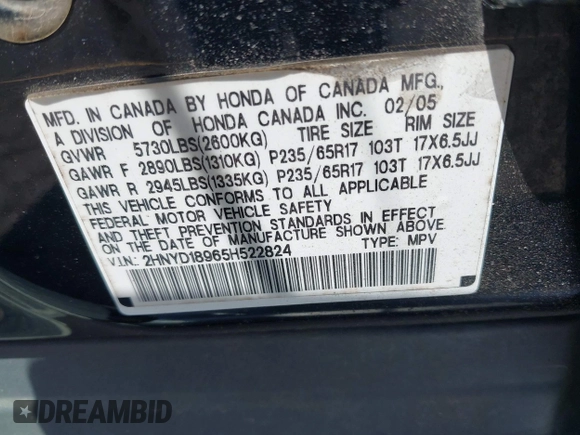 MFD. IN CANADA BY HONDA OF CANADA MFG.,
A DIVISION OF HONDA CANADA INC. 02/05
GVWR 5730LBS(2600KG) TIRE SIZE RIM SIZE
GAWR F 2890LBS(1310KG) P235/65R17 103T 17X6.5JJ
GAWR R 2945LBS(1335KG) P235/65R17 103T 17X6.5JJ
THIS VEHICLE CONFORMS TO ALL APPLICABLE
FEDERAL MOTOR VEHICLE SAFETY
AND THEFT PREVENTION STANDARDS IN EFFECT
ON THE DATE OF MANUFACTURE SHOWN ABOVE.
V.I.N.: 2HNYD18965H522824 TYPE: MPV
DREAMBID